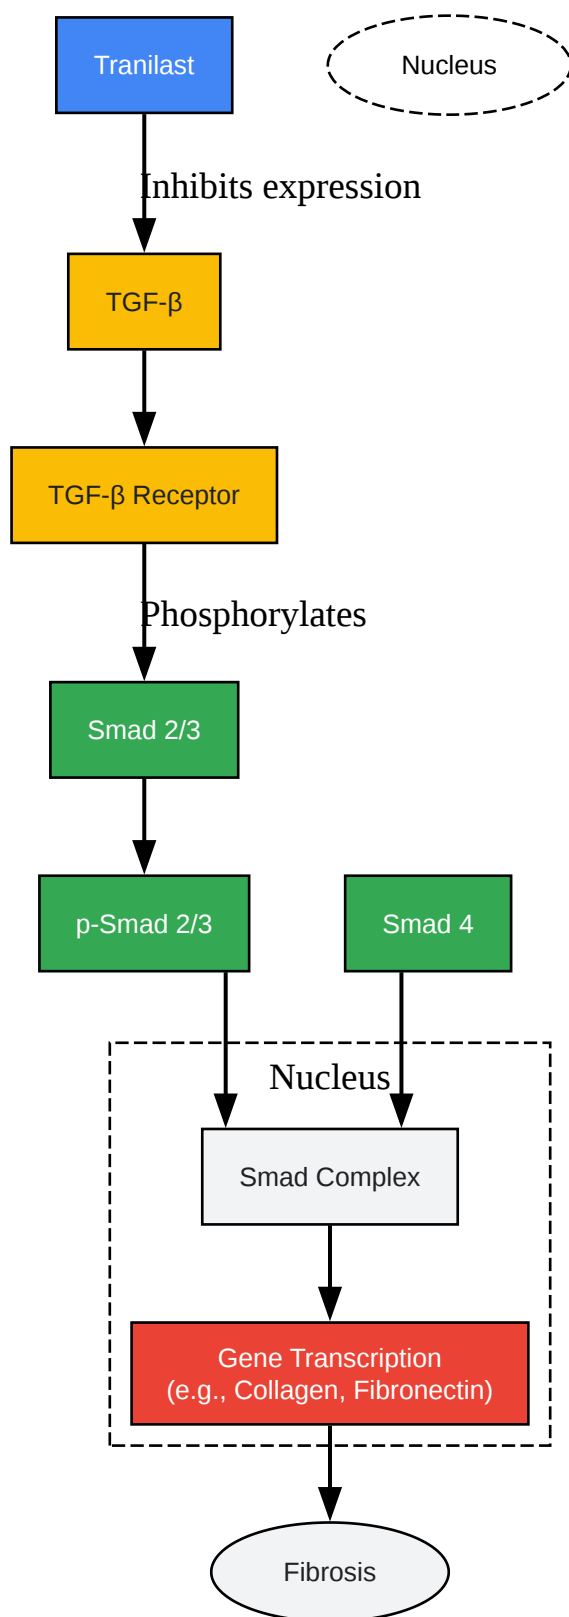 Tranilast
Nucleus
Inhibits expression
TGF-β
TGF-β Receptor
Phosphorylates
Smad 2/3
p-Smad 2/3
Smad 4
Nucleus
Smad Complex
Gene Transcription
(e.g., Collagen, Fibronectin)
Fibrosis